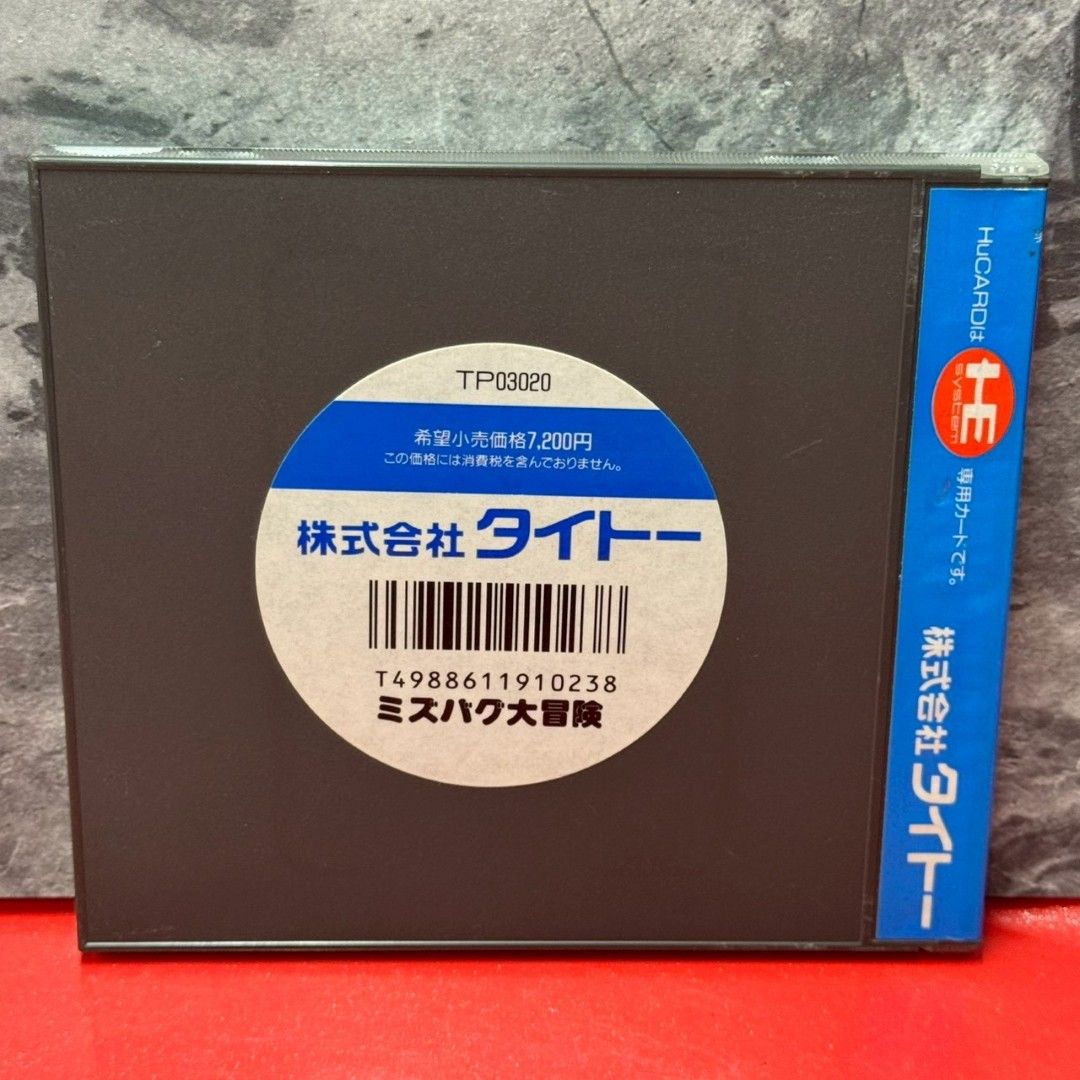 TP03020
希望小売価格7,200円
この価格には消費税を含んでおりません。
株式会社 タイトー
T4988611910238
ミズバグ大冒険
HuCARDは HE system 専用カードです。
株式会社 タイトー